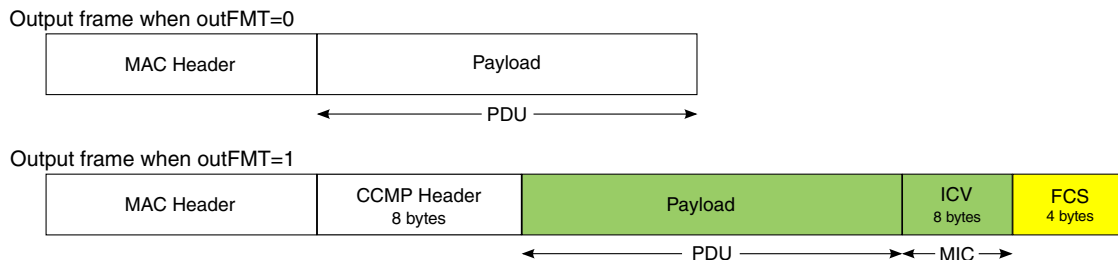 Output frame when outFMT=0
MAC Header
Payload
PDU
Output frame when outFMT=1
MAC Header
CCMP Header
8 bytes
Payload
ICV
8 bytes
FCS
4 bytes
PDU
MIC